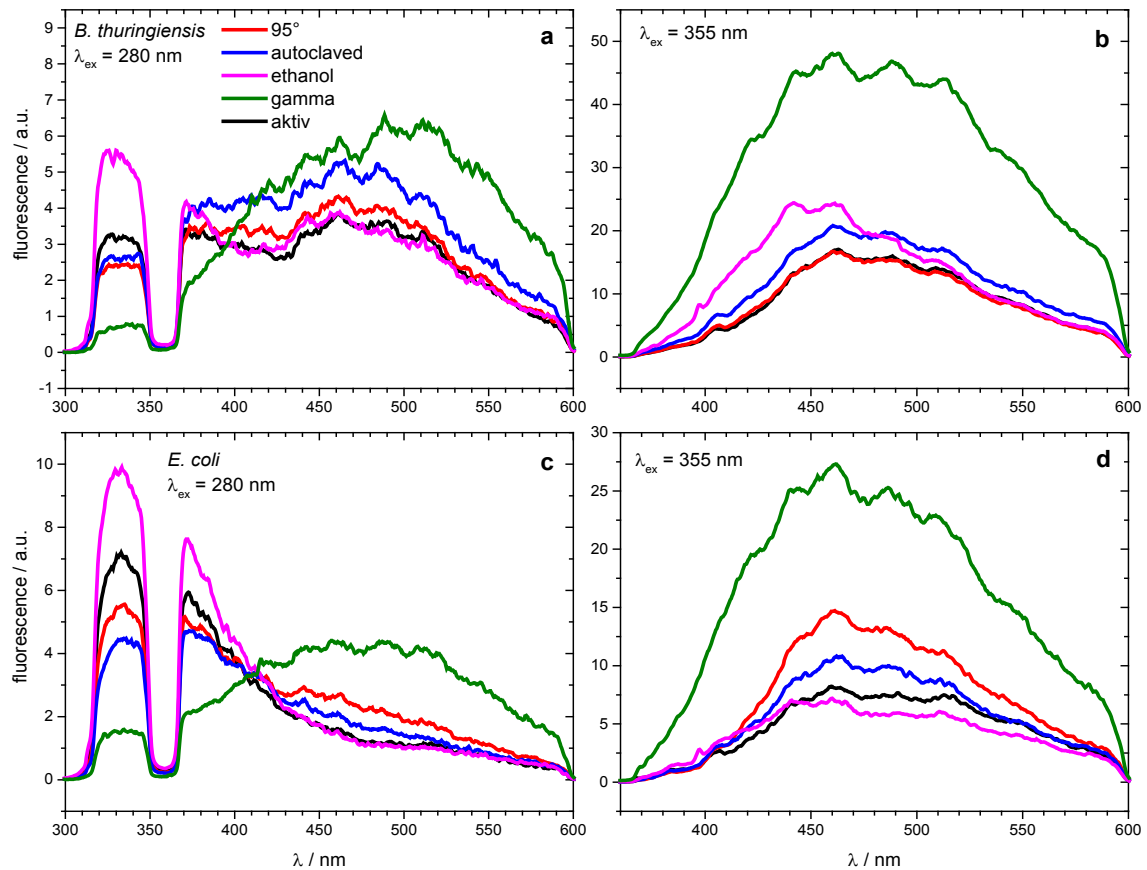 B. thuringiensis
λex = 280 nm
95°
autoclaved
ethanol
gamma
aktiv
a
fluorescence / a.u.
9
8
7
6
5
4
3
2
1
0
-1
300 350 400 450 500 550 600
λex = 355 nm
b
50
40
30
20
10
0
400 450 500 550 600
E. coli
λex = 280 nm
c
fluorescence / a.u.
10
8
6
4
2
0
300 350 400 450 500 550 600
λ / nm
λex = 355 nm
d
30
25
20
15
10
5
0
400 450 500 550 600
λ / nm